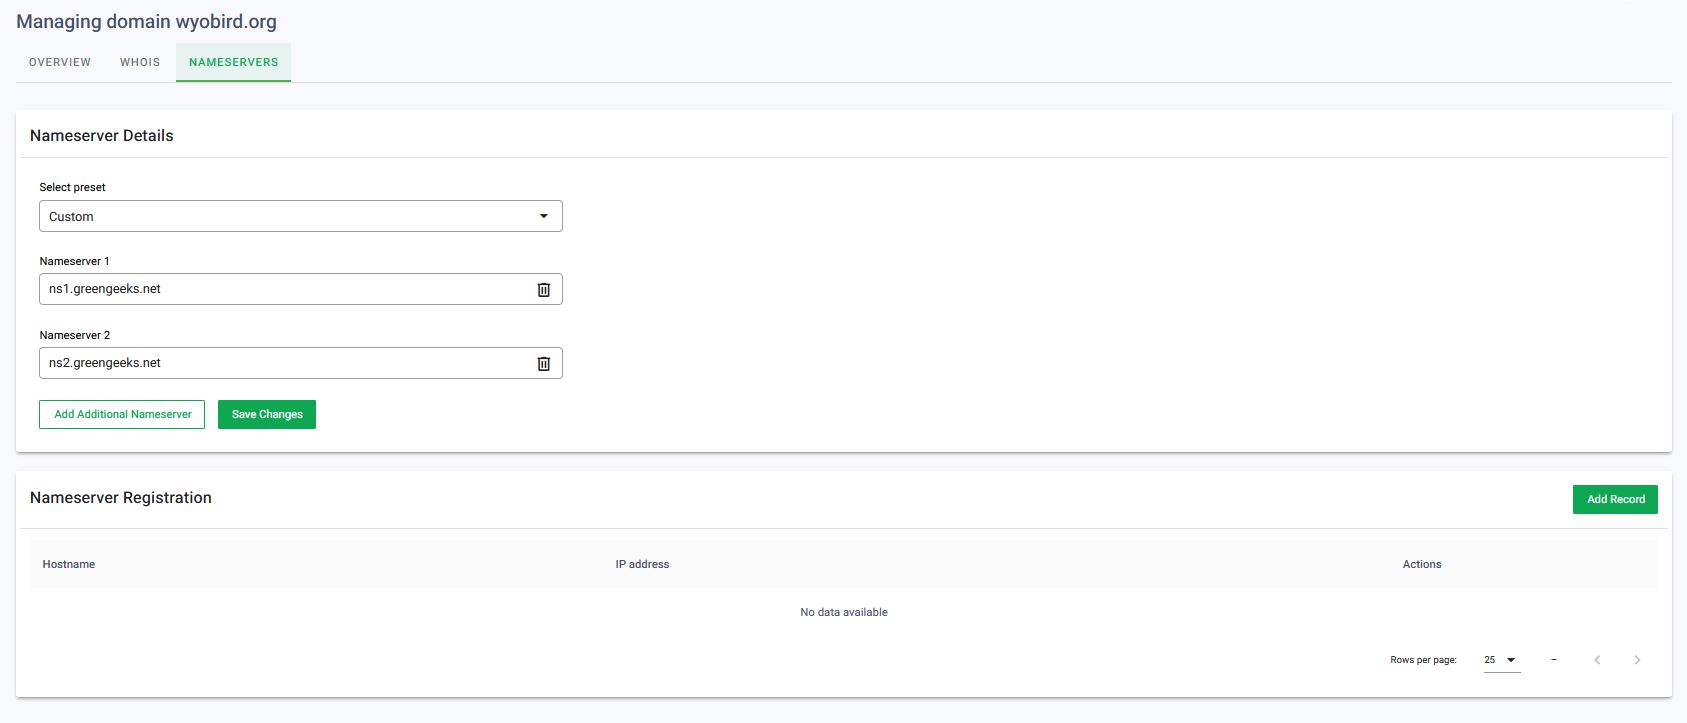 Managing domain wyobird.org
OVERVIEW WHOIS NAMESERVERS
Nameserver Details
Select preset
Custom
Nameserver 1
ns1.greengeeks.net
Nameserver 2
ns2.greengeeks.net
Add Additional Nameserver Save Changes
Nameserver Registration Add Record
Hostname IP address Actions
No data available
Rows per page: 25 –